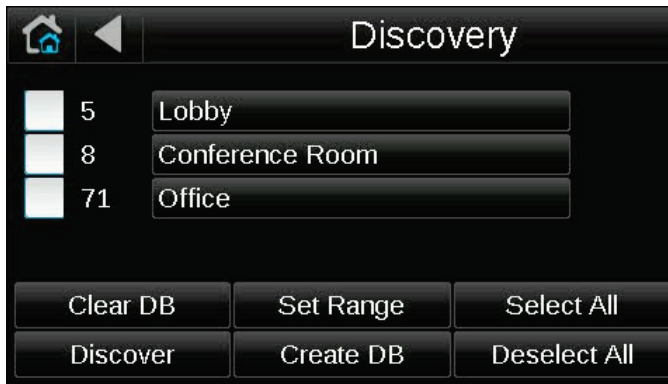 Discovery
5 Lobby
8 Conference Room
71 Office
Clear DB Set Range Select All
Discover Create DB Deselect All